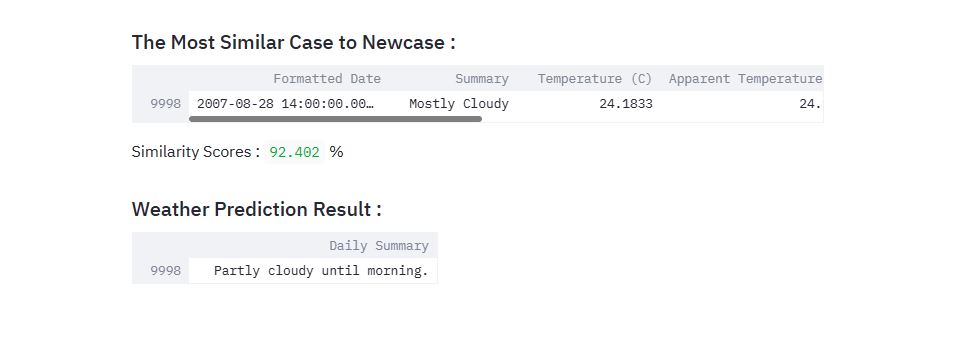 The Most Similar Case to Newcase :
Formatted Date Summary Temperature (C) Apparent Temperature
9998 2007-08-28 14:00:00.00… Mostly Cloudy 24.1833 24.
Similarity Scores : 92.402 %
Weather Prediction Result :
Daily Summary
9998 Partly cloudy until morning.